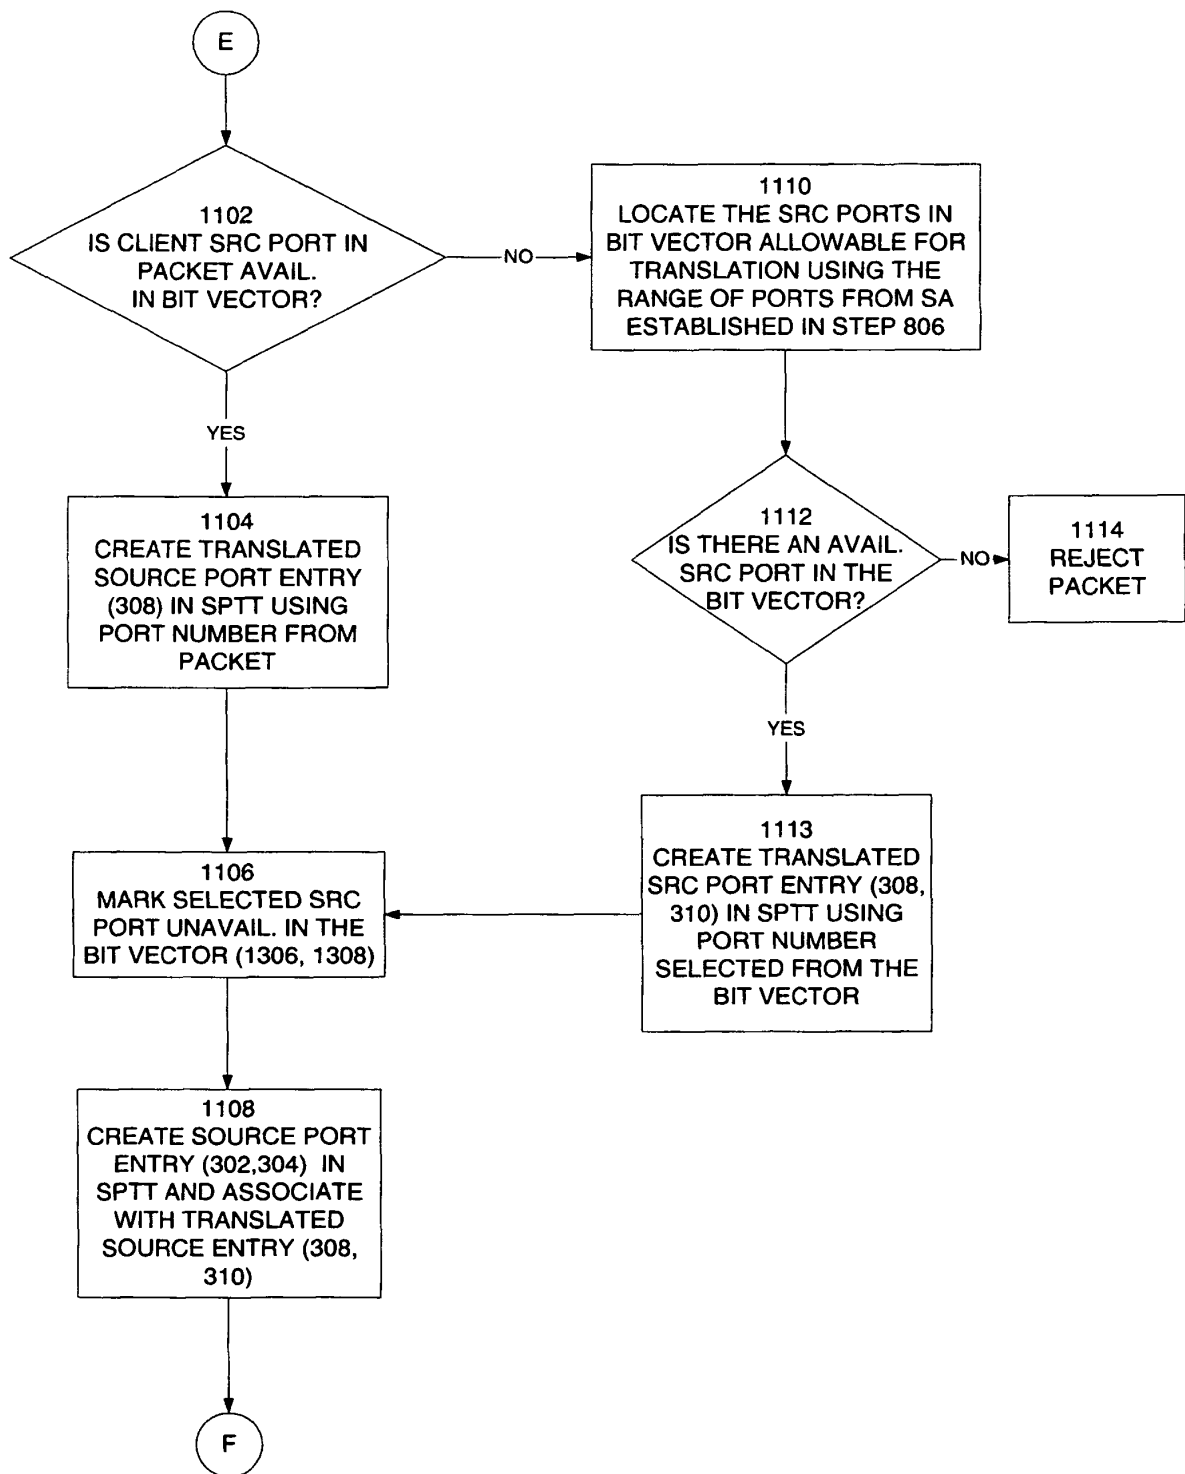 E
1102
IS CLIENT SRC PORT IN
PACKET AVAIL.
IN BIT VECTOR?
NO
1110
LOCATE THE SRC PORTS IN
BIT VECTOR ALLOWABLE FOR
TRANSLATION USING THE
RANGE OF PORTS FROM SA
ESTABLISHED IN STEP 806
YES
1104
CREATE TRANSLATED
SOURCE PORT ENTRY
(308) IN SPTT USING
PORT NUMBER FROM
PACKET
1112
IS THERE AN AVAIL.
SRC PORT IN THE
BIT VECTOR?
NO
1114
REJECT
PACKET
YES
1113
CREATE TRANSLATED
SRC PORT ENTRY (308,
310) IN SPTT USING
PORT NUMBER
SELECTED FROM THE
BIT VECTOR
1106
MARK SELECTED SRC
PORT UNAVAIL. IN THE
BIT VECTOR (1306, 1308)
1108
CREATE SOURCE PORT
ENTRY (302,304) IN
SPTT AND ASSOCIATE
WITH TRANSLATED
SOURCE ENTRY (308,
310)
F